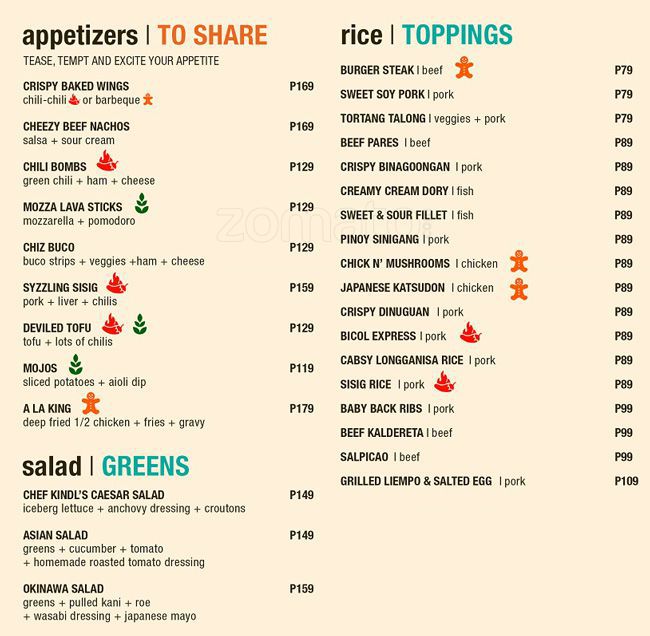 appetizers | TO SHARE
TEASE, TEMPT AND EXCITE YOUR APPETITE
CRISPY BAKED WINGS P169
chili-chili or barbeque
CHEEZY BEEF NACHOS P169
salsa + sour cream
CHILI BOMBS P129
green chili + ham + cheese
MOZZA LAVA STICKS P129
mozzarella + pomodoro
CHIZ BUCO P129
buco strips + veggies +ham + cheese
SYZZLING SISIG P159
pork + liver + chilis
DEVILED TOFU P129
tofu + lots of chilis
MOJOS P119
sliced potatoes + aioli dip
A LA KING P179
deep fried 1/2 chicken + fries + gravy
salad | GREENS
CHEF KINDL'S CAESAR SALAD P149
iceberg lettuce + anchovy dressing + croutons
ASIAN SALAD P149
greens + cucumber + tomato
+ homemade roasted tomato dressing
OKINAWA SALAD P159
greens + pulled kani + roe
+ wasabi dressing + japanese mayo
rice | TOPPINGS
BURGER STEAK | beef P79
SWEET SOY PORK | pork P79
TORTANG TALONG | veggies + pork P79
BEEF PARES | beef P89
CRISPY BINAGOONGAN | pork P89
CREAMY CREAM DORY | fish P89
SWEET & SOUR FILLET | fish P89
PINOY SINIGANG | pork P89
CHICK N' MUSHROOMS | chicken P89
JAPANESE KATSUDON | chicken P89
CRISPY DINUGUAN | pork P89
BICOL EXPRESS | pork P89
CABSY LONGGANISA RICE | pork P89
SISIG RICE | pork P89
BABY BACK RIBS | pork P99
BEEF KALDERETA | beef P99
SALPICAO | beef P99
GRILLED LIEMPO & SALTED EGG | pork P109
zomato